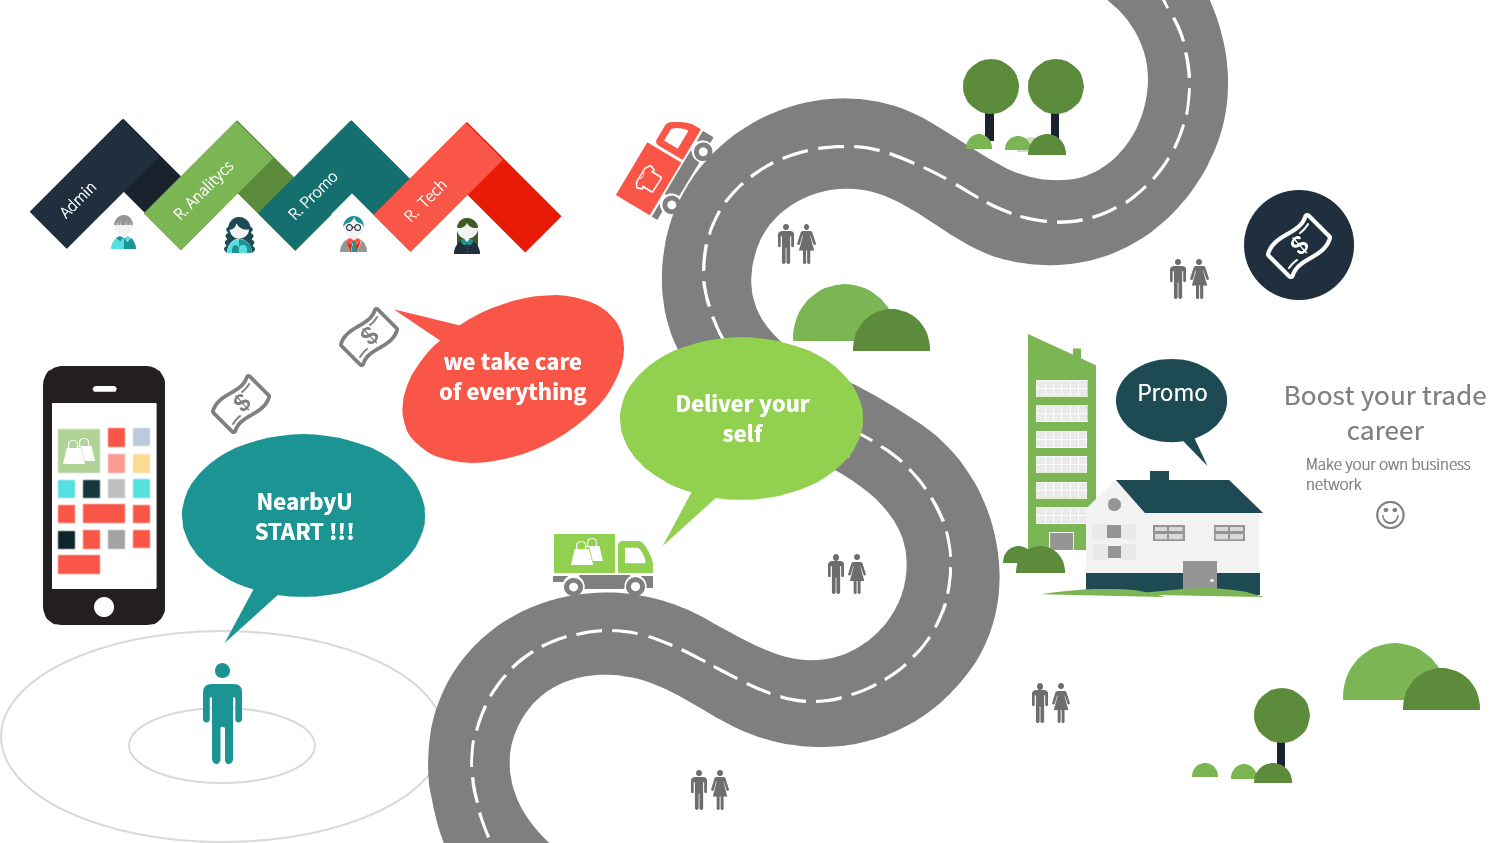 Admin
R. Analitycs
R. Promo
R. Tech
we take care
of everything
Deliver your
self
NearbyU
START !!!
Promo
Boost your trade
career
Make your own business
network